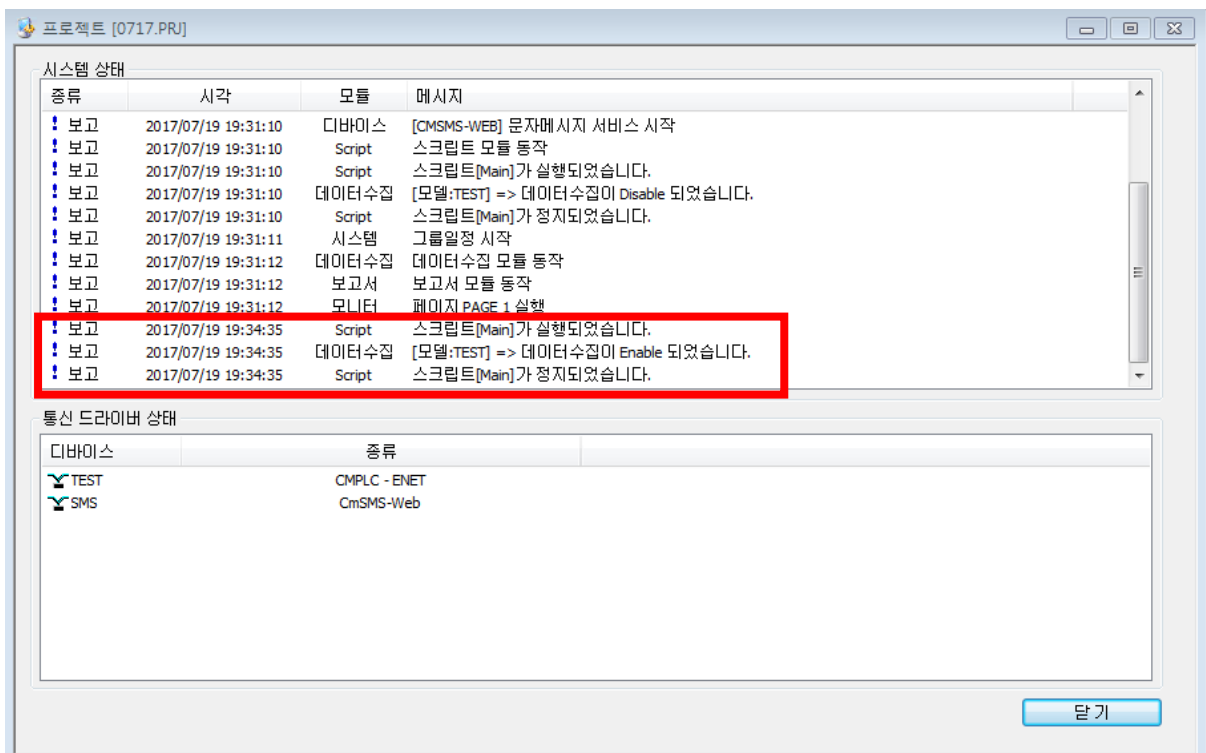 프로젝트 [0717.PRJ]
시스템 상태
종류 시각 모듈 메시지
보고 2017/07/19 19:31:10 디바이스 [CMSMS-WEB] 문자메시지 서비스 시작
보고 2017/07/19 19:31:10 Script 스크립트 모듈 동작
보고 2017/07/19 19:31:10 Script 스크립트[Main]가 실행되었습니다.
보고 2017/07/19 19:31:10 데이터수집 [모델:TEST] => 데이터수집이 Disable 되었습니다.
보고 2017/07/19 19:31:10 Script 스크립트[Main]가 정지되었습니다.
보고 2017/07/19 19:31:11 시스템 그룹일정 시작
보고 2017/07/19 19:31:12 데이터수집 데이터수집 모듈 동작
보고 2017/07/19 19:31:12 보고서 보고서 모듈 동작
보고 2017/07/19 19:31:12 모니터 페이지 PAGE 1 실행
보고 2017/07/19 19:34:35 Script 스크립트[Main]가 실행되었습니다.
보고 2017/07/19 19:34:35 데이터수집 [모델:TEST] => 데이터수집이 Enable 되었습니다.
보고 2017/07/19 19:34:35 Script 스크립트[Main]가 정지되었습니다.
통신 드라이버 상태
디바이스 종류
TEST CMPLC - ENET
SMS CmSMS-Web
닫기